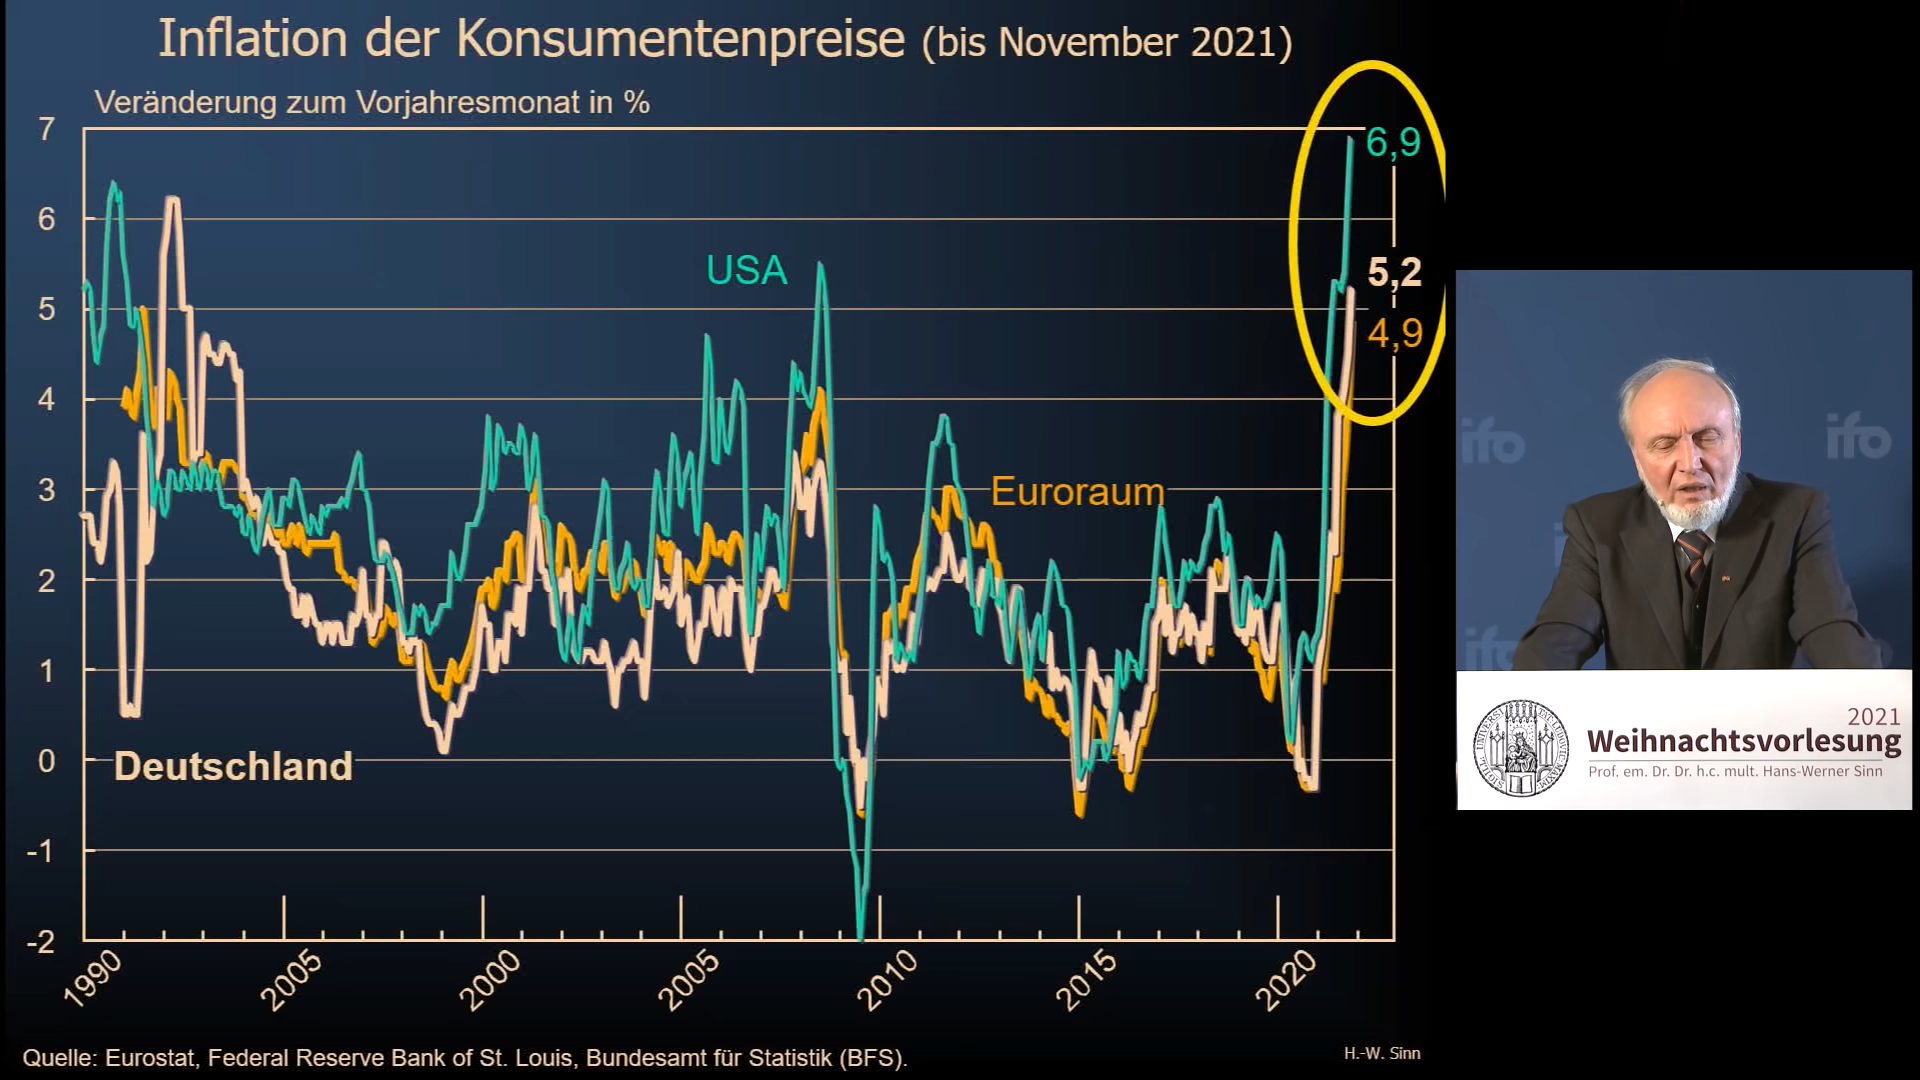 Inflation der Konsumentenpreise (bis November 2021)
Veränderung zum Vorjahresmonat in %
7
6
5
4
3
2
1
0
-1
-2
6,9
5,2
4,9
USA
Euroraum
Deutschland
1990
2005
2000
2005
2010
2015
2020
Quelle: Eurostat, Federal Reserve Bank of St. Louis, Bundesamt für Statistik (BFS).
H.-W. Sinn
ifo
ifo
ifo
2021
Weihnachtsvorlesung
Prof. em. Dr. Dr. h.c. mult. Hans-Werner Sinn